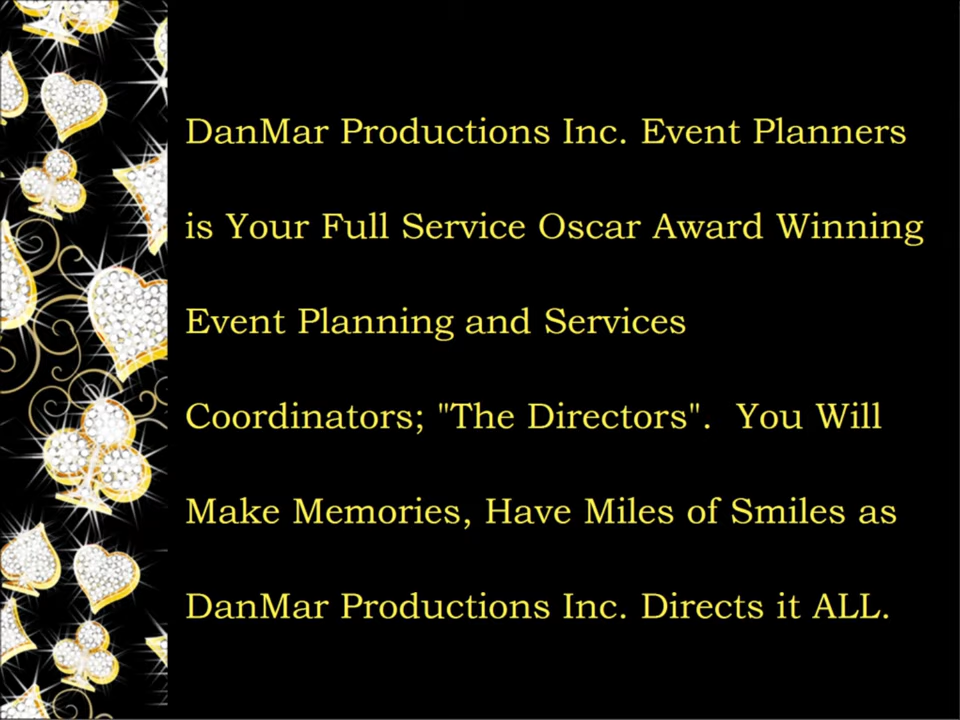 DanMar Productions Inc. Event Planners
is Your Full Service Oscar Award Winning
Event Planning and Services
Coordinators; "The Directors".  You Will
Make Memories, Have Miles of Smiles as
DanMar Productions Inc. Directs it ALL.